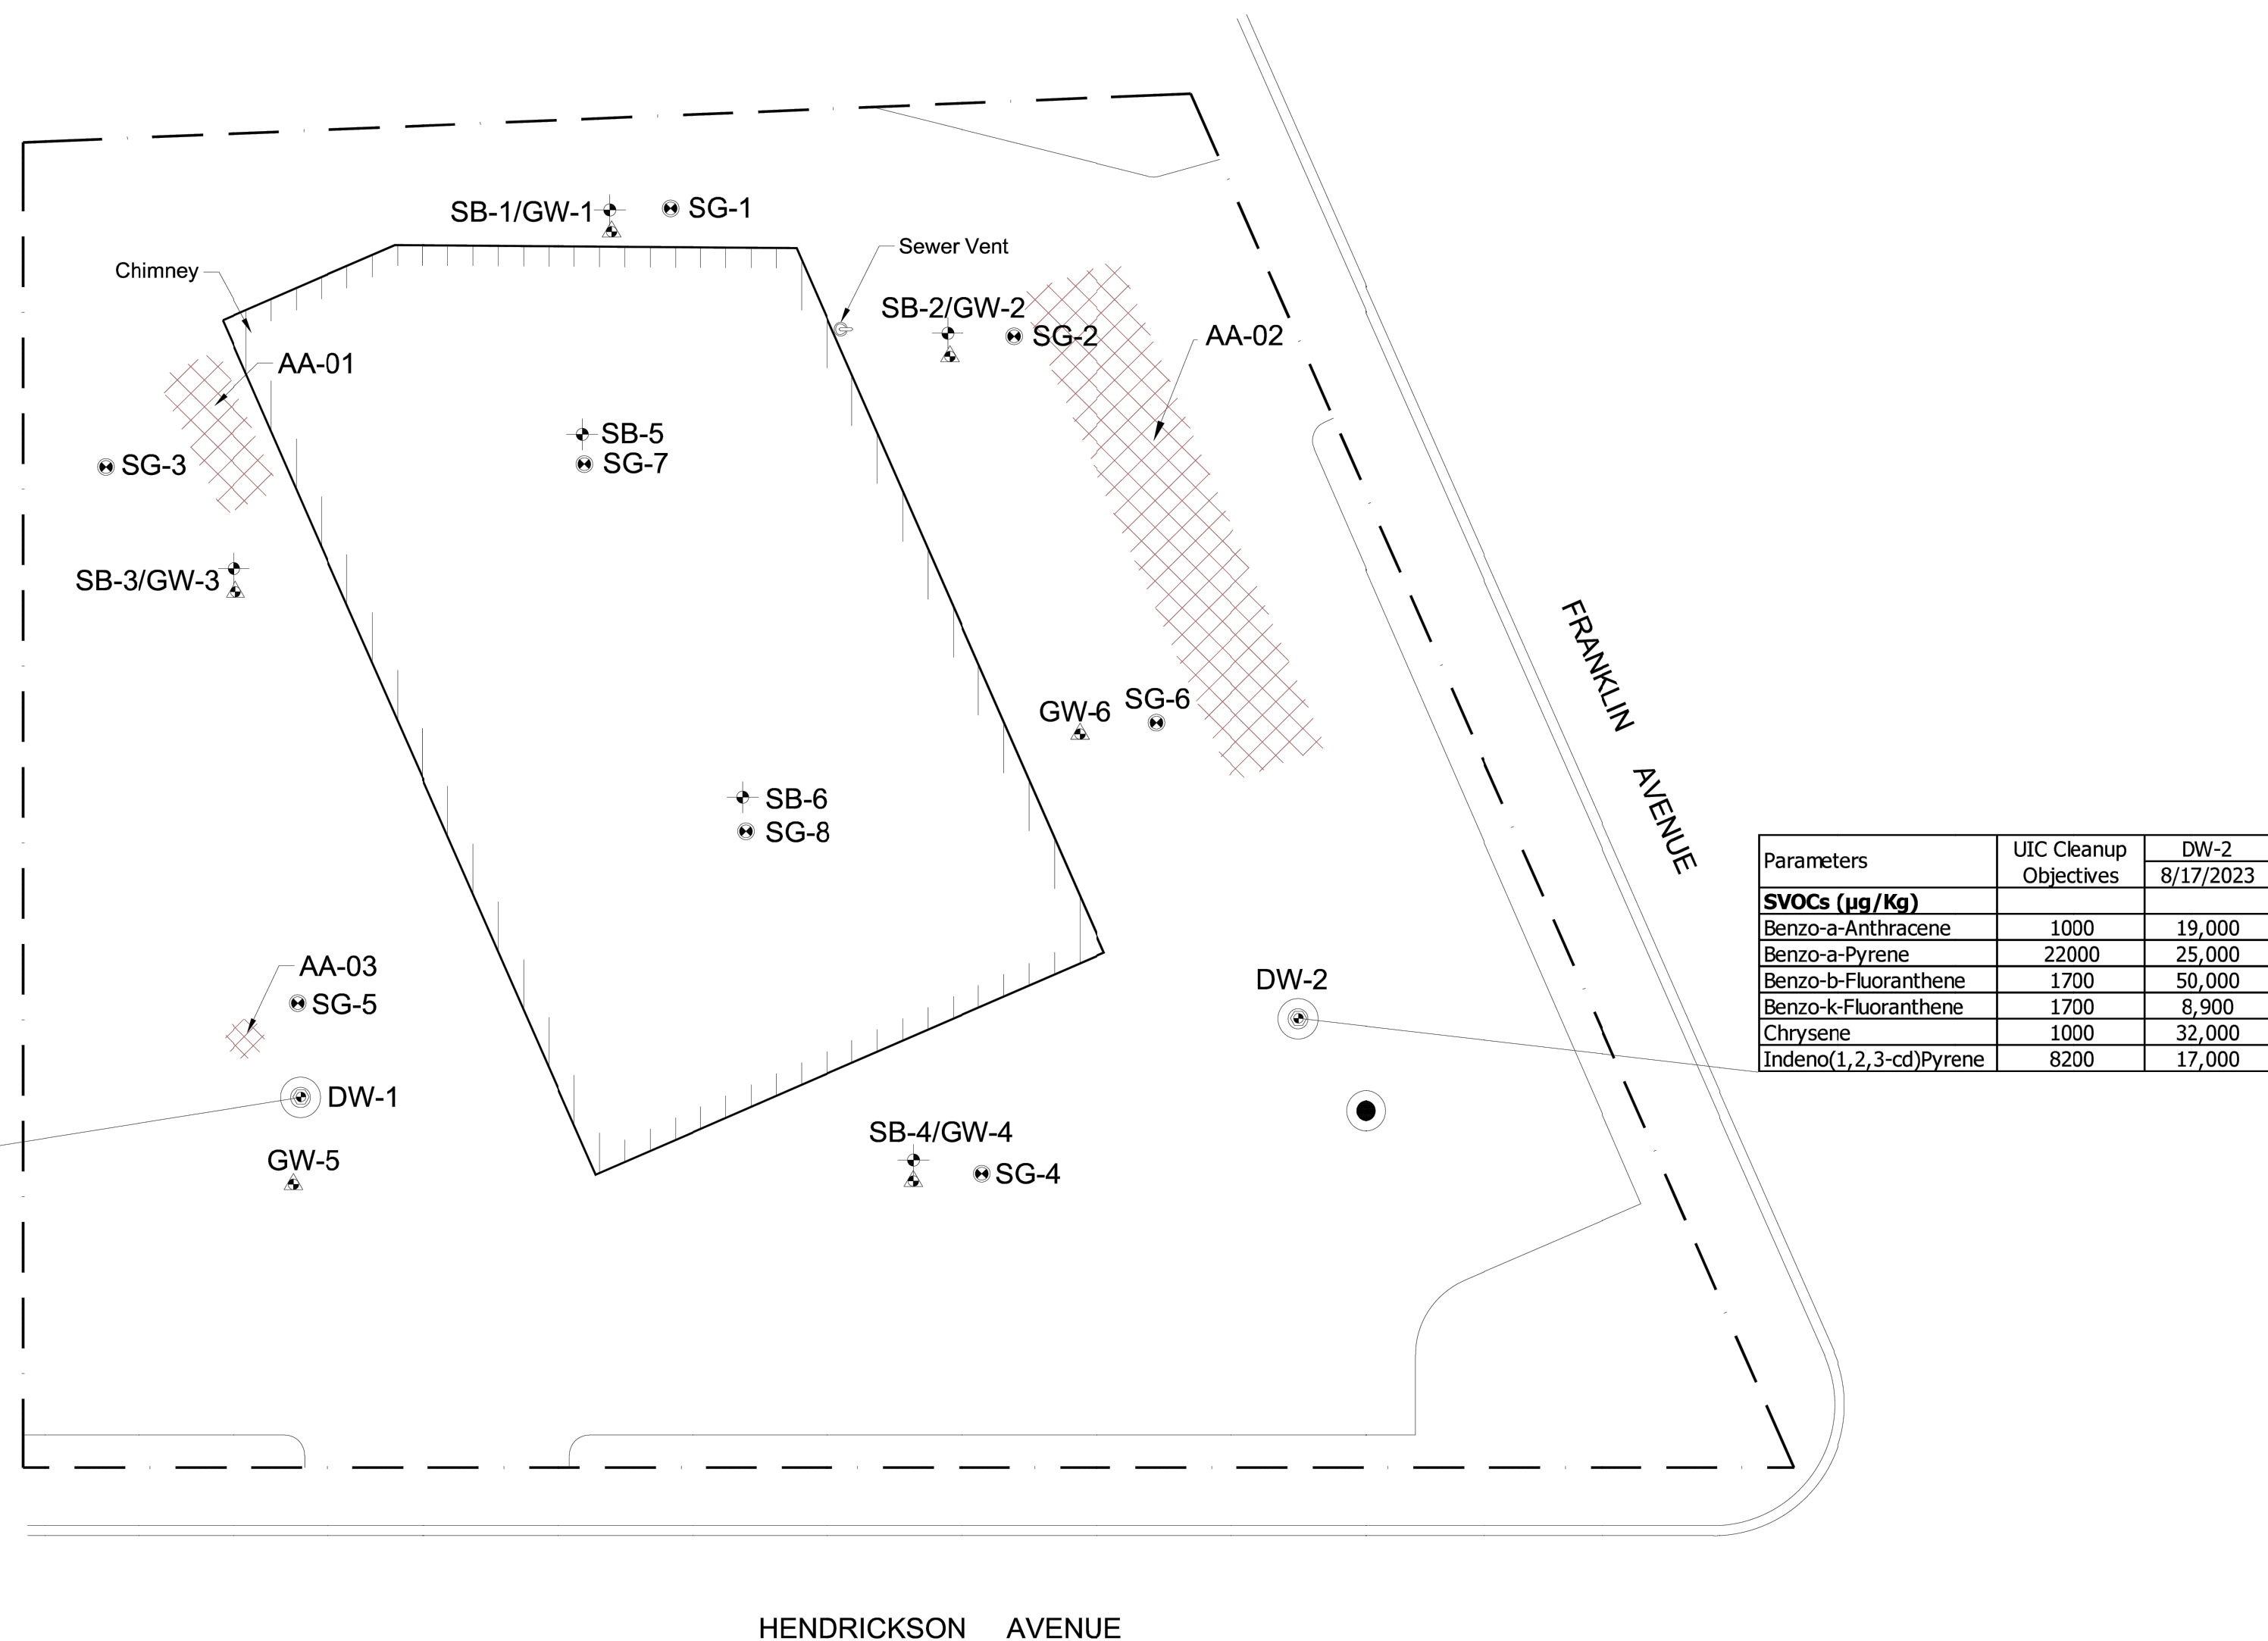 SB-1/GW-1
SG-1
Sewer Vent
Chimney
SB-2/GW-2
SG-2
AA-02
AA-01
SB-5
SG-7
SG-3
SB-3/GW-3
FRANKLIN AVENUE
SG-6
GW-6
SB-6
SG-8
Parameters UIC Cleanup Objectives DW-2 8/17/2023
SVOCs (µg/Kg)
Benzo-a-Anthracene 1000 19,000
Benzo-a-Pyrene 22000 25,000
Benzo-b-Fluoranthene 1700 50,000
Benzo-k-Fluoranthene 1700 8,900
Chrysene 1000 32,000
Indeno(1,2,3-cd)Pyrene 8200 17,000
AA-03
SG-5
DW-2
DW-1
SB-4/GW-4
GW-5
SG-4
HENDRICKSON AVENUE